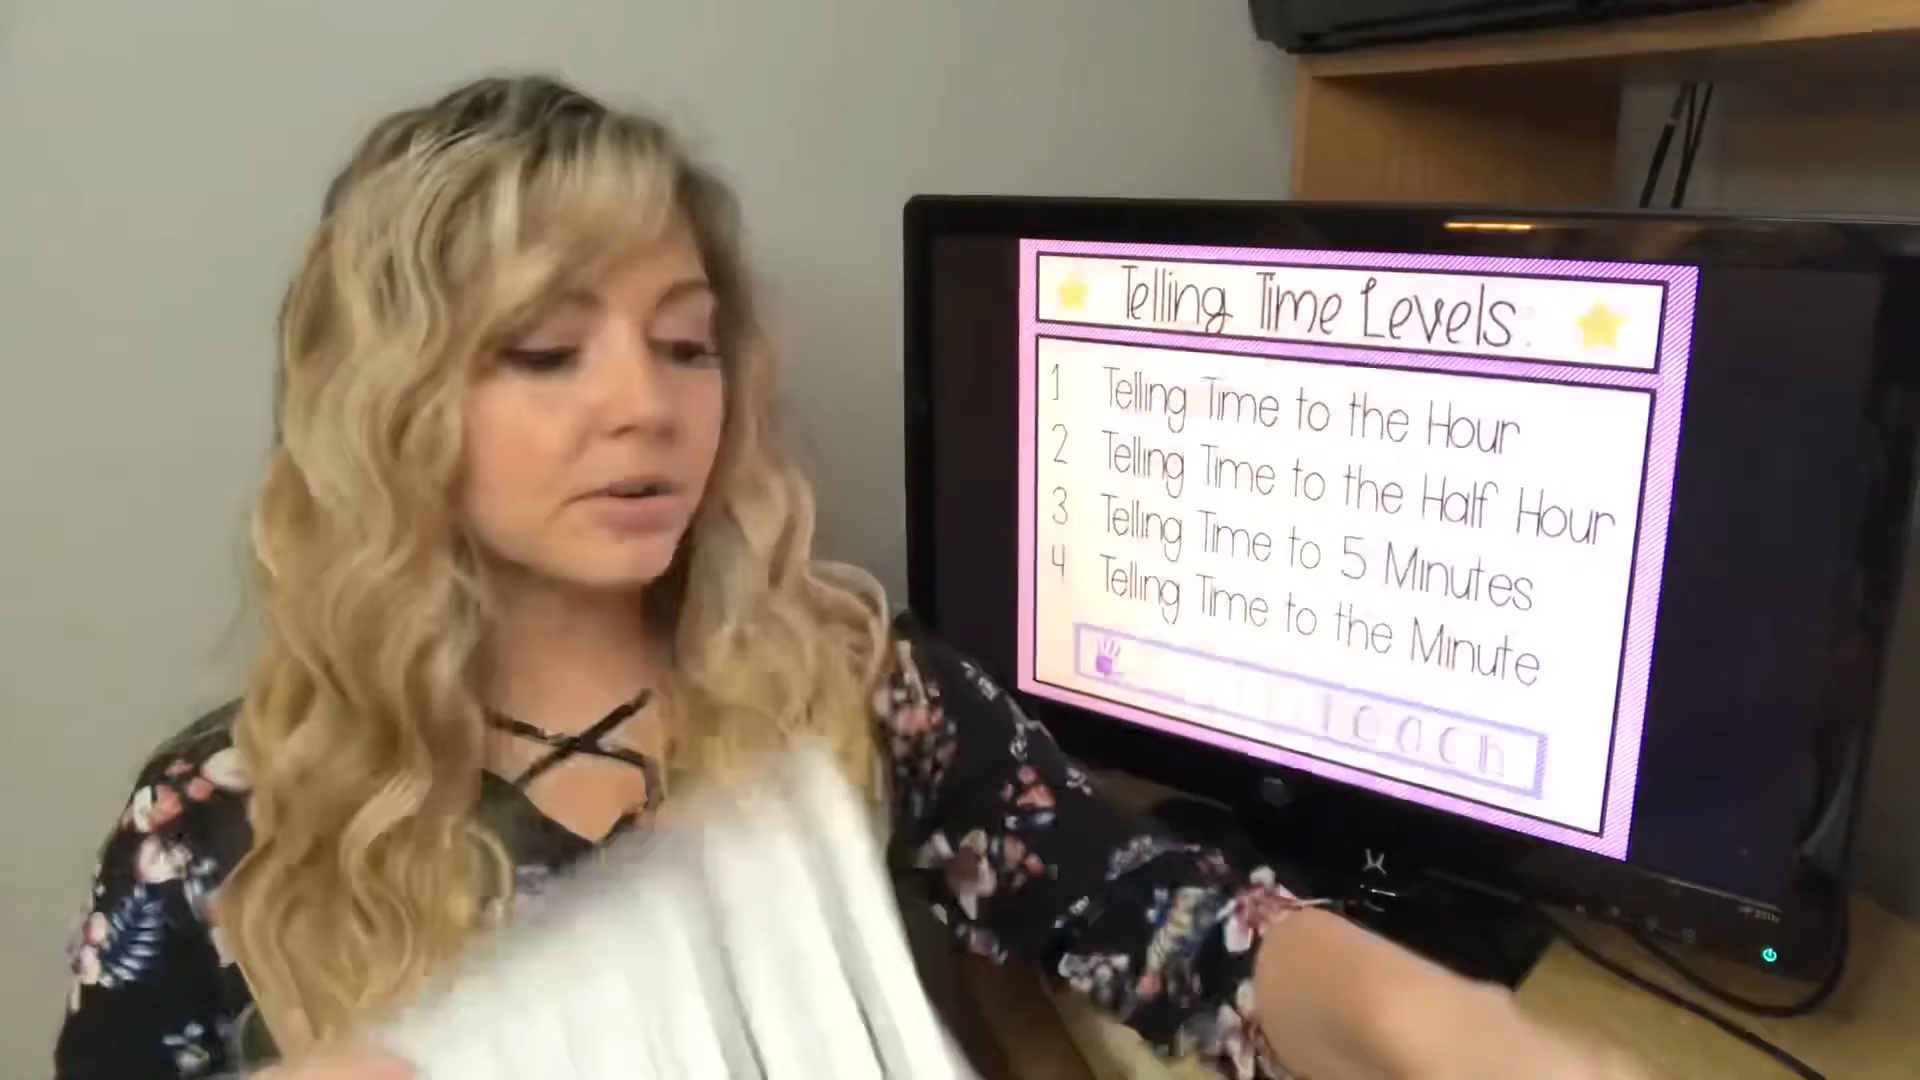 Telling Time Levels:
1 Telling Time to the Hour
2 Telling Time to the Half Hour
3 Telling Time to 5 Minutes
4 Telling Time to the Minute
Teach